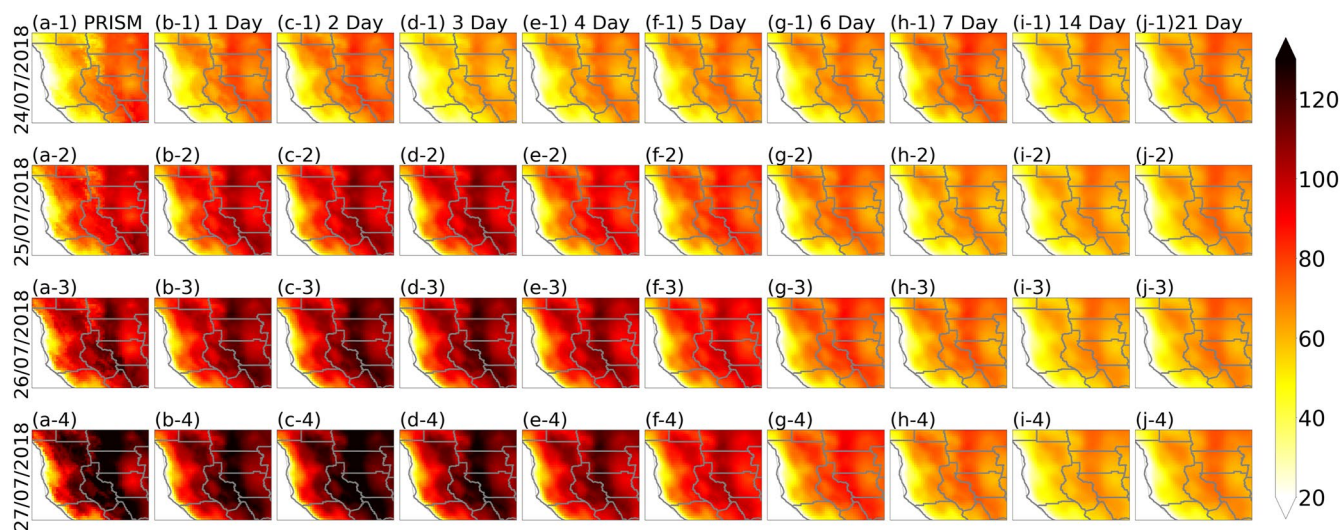 (a-1) PRISM (b-1) 1 Day (c-1) 2 Day (d-1) 3 Day (e-1) 4 Day (f-1) 5 Day (g-1) 6 Day (h-1) 7 Day (i-1) 14 Day (j-1)21 Day
24/07/2018
(a-2) (b-2) (c-2) (d-2) (e-2) (f-2) (g-2) (h-2) (i-2) (j-2)
25/07/2018
(a-3) (b-3) (c-3) (d-3) (e-3) (f-3) (g-3) (h-3) (i-3) (j-3)
26/07/2018
(a-4) (b-4) (c-4) (d-4) (e-4) (f-4) (g-4) (h-4) (i-4) (j-4)
27/07/2018
120
100
80
60
40
20